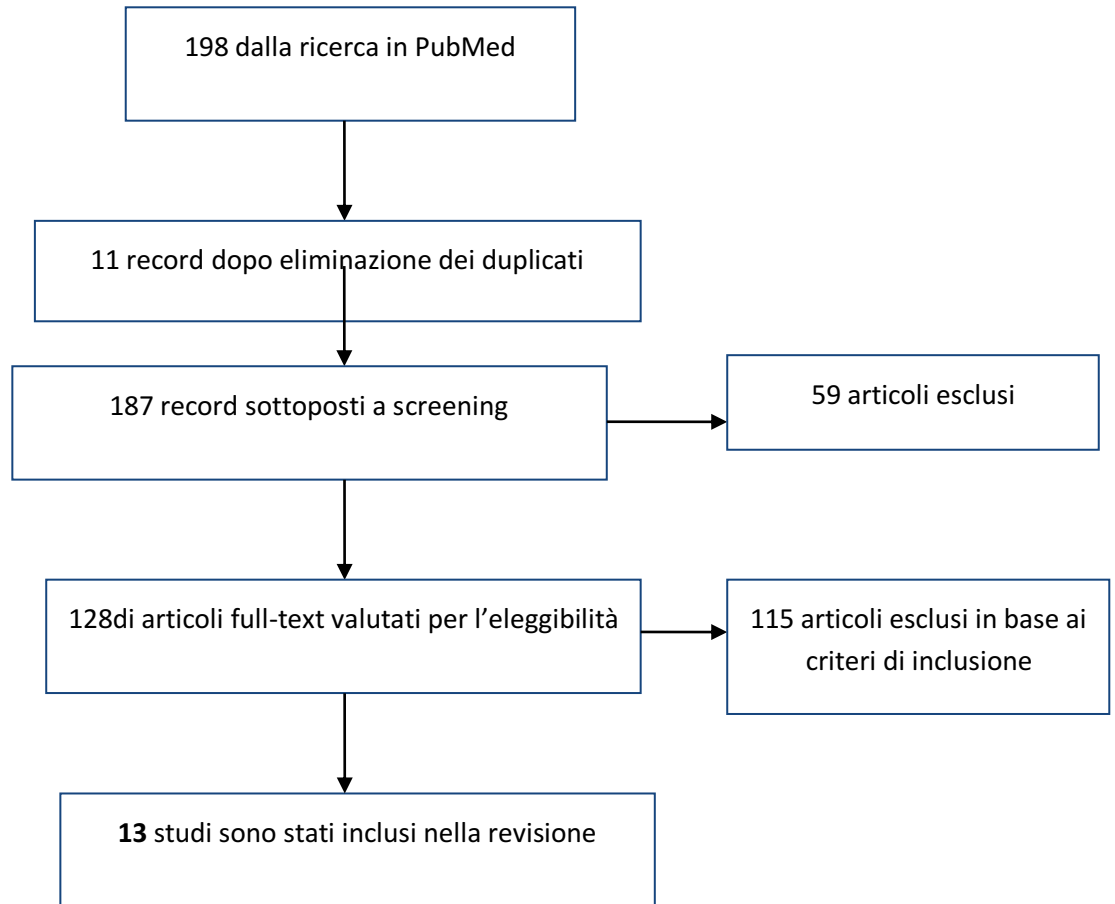 198 dalla ricerca in PubMed
11 record dopo eliminazione dei duplicati
187 record sottoposti a screening
59 articoli esclusi
128di articoli full-text valutati per l’eleggibilità
115 articoli esclusi in base ai
criteri di inclusione
13 studi sono stati inclusi nella revisione